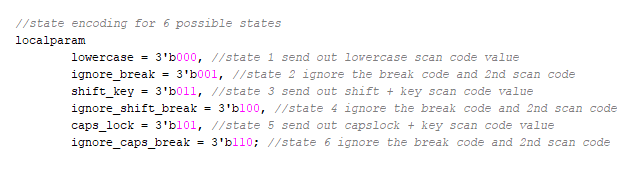 //state encoding for 6 possible states
localparam
lowercase = 3'b000, //state 1 send out lowercase scan code value
ignore_break = 3'b001, //state 2 ignore the break code and 2nd scan code
shift_key = 3'b011, //state 3 send out shift + key scan code value
ignore_shift_break = 3'b100, //state 4 ignore the break code and 2nd scan code
caps_lock = 3'b101, //state 5 send out capslock + key scan code value
ignore_caps_break = 3'b110; //state 6 ignore the break code and 2nd scan code